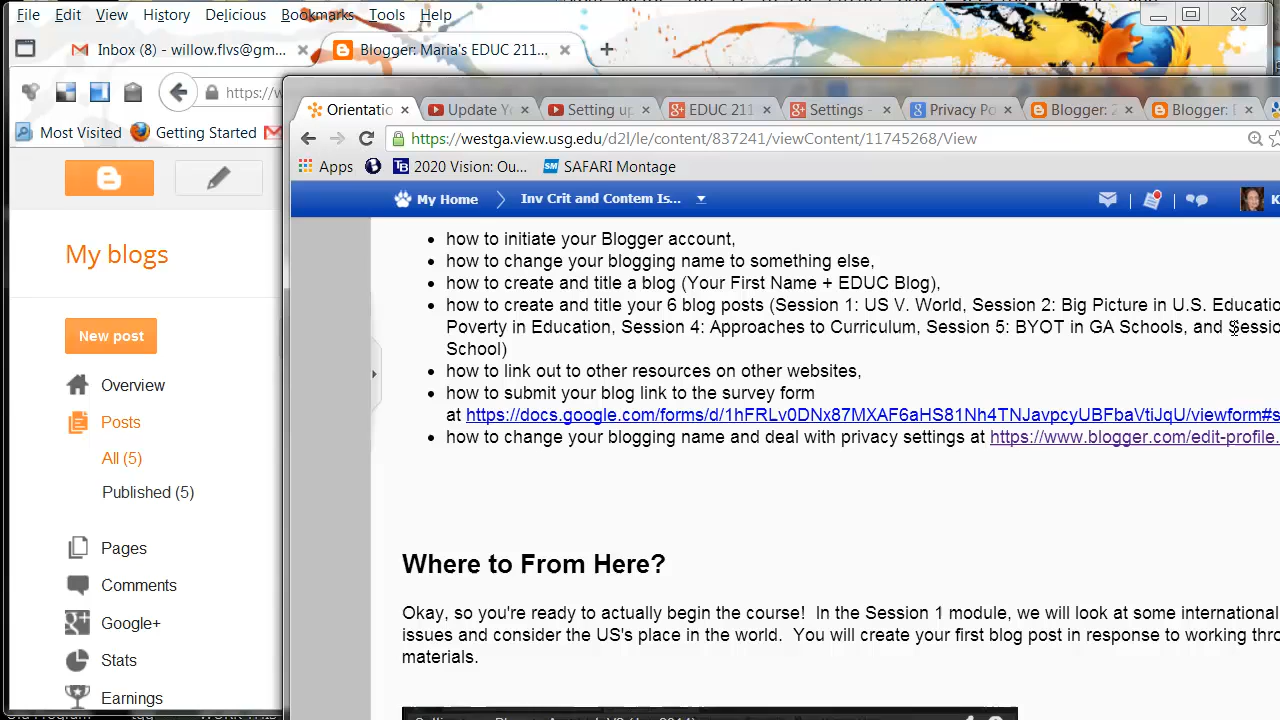 File Edit View History Delicious Bookmarks Tools Help
Inbox (8) - willow.flvs@gm...
Blogger: Maria's EDUC 211...
https://w
Most Visited Getting Started
My blogs
New post
Overview
Posts
All (5)
Published (5)
Pages
Comments
Google+
Stats
Earnings
Orientatio Update Y Setting up EDUC 211 Settings - Privacy Po Blogger: 2 Blogger:
https://westga.view.usg.edu/d2l/le/content/837241/viewContent/11745268/View
Apps 2020 Vision: Ou... SAFARI Montage
My Home Inv Crit and Contem Is... K
• how to initiate your Blogger account,
• how to change your blogging name to something else,
• how to create and title a blog (Your First Name + EDUC Blog),
• how to create and title your 6 blog posts (Session 1: US V. World, Session 2: Big Picture in U.S. Educatio
Poverty in Education, Session 4: Approaches to Curriculum, Session 5: BYOT in GA Schools, and Sessio
School)
• how to link out to other resources on other websites,
• how to submit your blog link to the survey form
at https://docs.google.com/forms/d/1hFRLv0DNx87MXAF6aHS81Nh4TNJavpcyUBFbaVtiJqU/viewform#s
• how to change your blogging name and deal with privacy settings at https://www.blogger.com/edit-profile.
Where to From Here?
Okay, so you're ready to actually begin the course! In the Session 1 module, we will look at some international
issues and consider the US's place in the world. You will create your first blog post in response to working thro
materials.